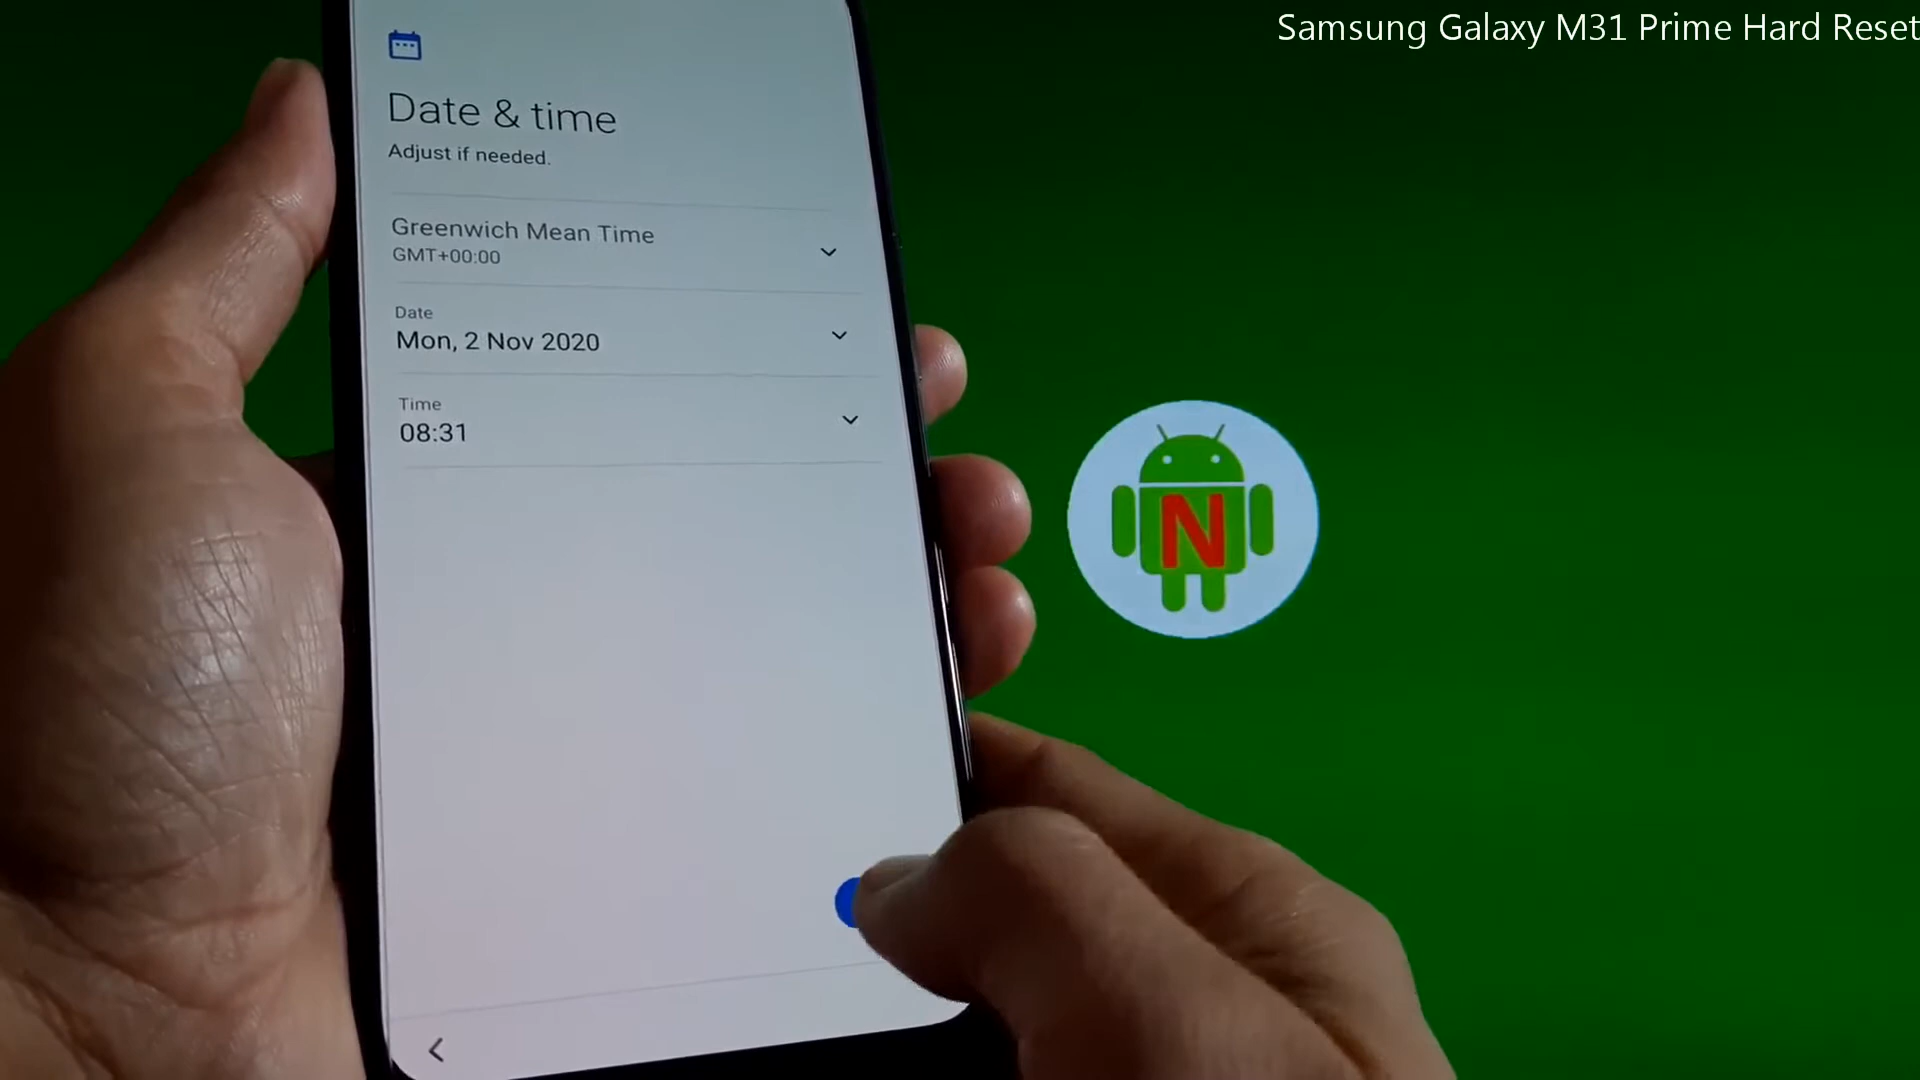 Samsung Galaxy M31 Prime Hard Reset
Date & time
Adjust if needed.
Greenwich Mean Time
GMT+00:00
Date
Mon, 2 Nov 2020
Time
08:31
N